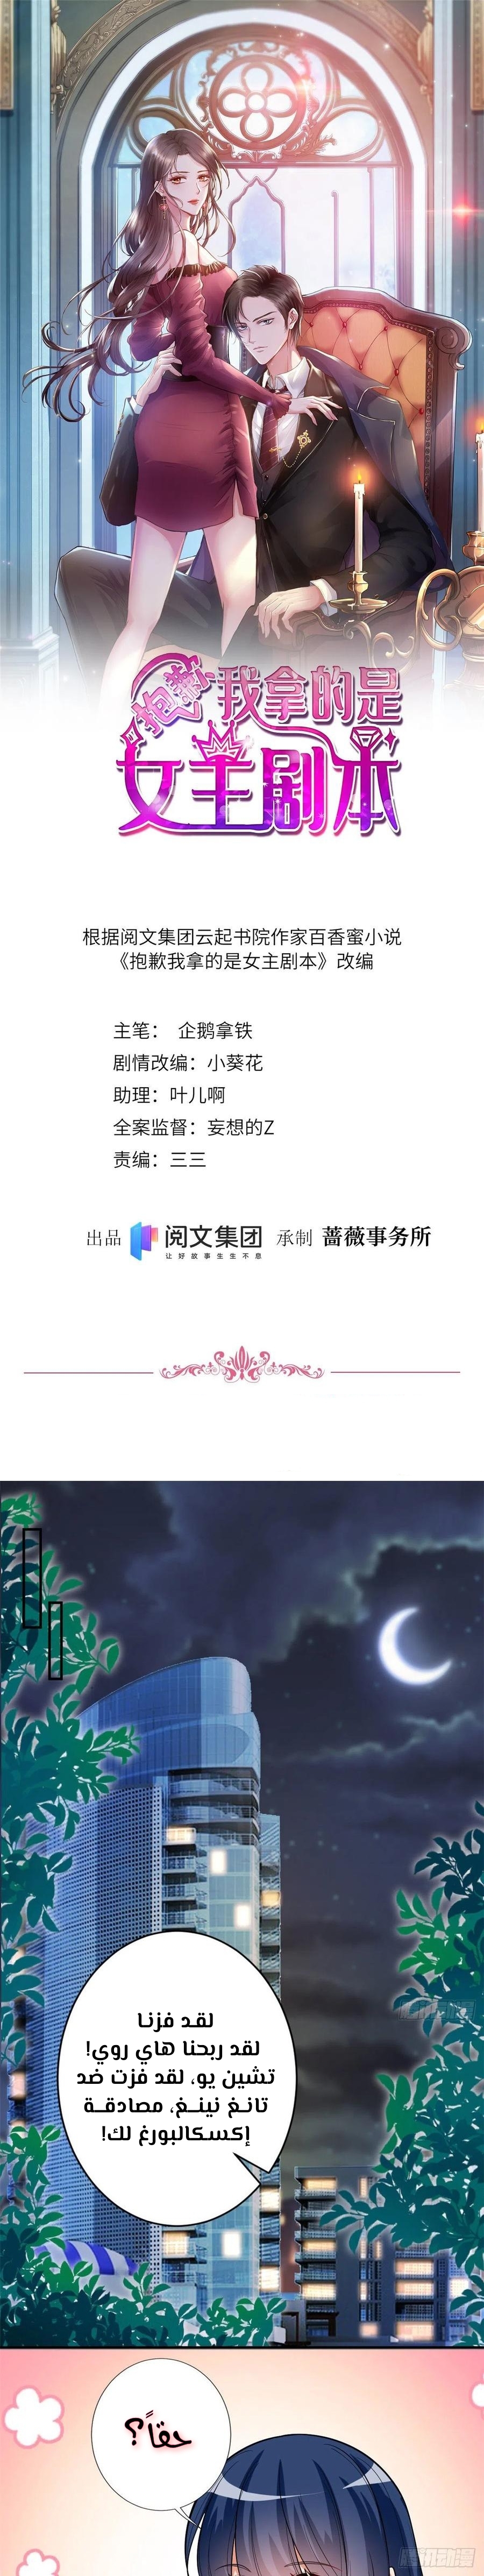 抱歉
我拿的是
女主剧本
根据阅文集团云起书院作家百香蜜小说
《抱歉我拿的是女主剧本》改编
主笔： 企鹅拿铁
剧情改编：小葵花
助理：叶儿啊
全案监督：妄想的Z
责编：三三
出品 阅文集团 承制 蔷薇事务所
让好故事生生不息
لقد فزنا
لقد ربحنا هاي روي!
تشين يو، لقد فزت ضد
تانغ نينغ، مصادقة
إكسكالبورغ لك!
حقاً؟
腾讯动漫